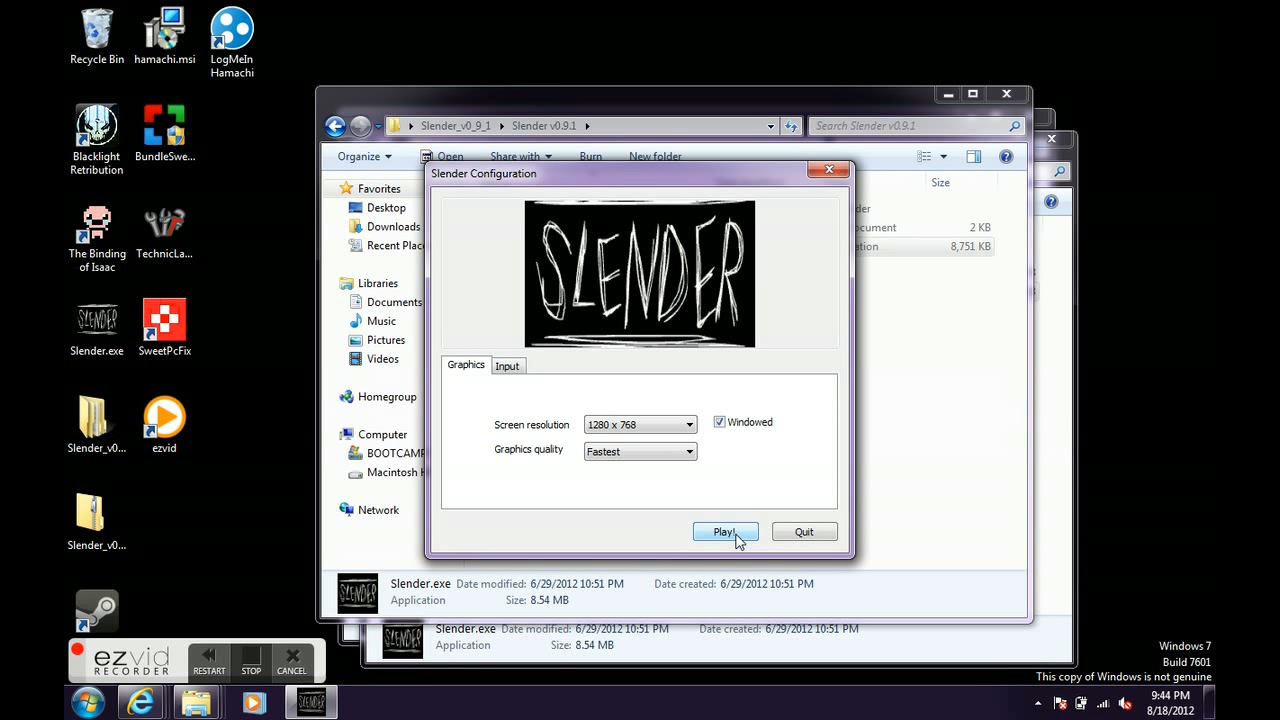 Recycle Bin
hamachi.msi
LogMeIn
Hamachi
Blacklight
Retribution
BundleSwe...
The Binding
of Isaac
TechnicLa...
SLENDER
Slender.exe
SweetPcFix
Slender_v0...
ezvid
Slender_v0...
Slender_v0_9_1
Slender v0.9.1
Search Slender v0.9.1
Organize
Open
Share with
Burn
New folder
Slender Configuration
Size
Favorites
Desktop
Downloads
Recent Place
Libraries
Documents
Music
Pictures
Videos
Homegroup
Computer
BOOTCAMP
Macintosh H
Network
2 KB
8,751 KB
SLENDER
Graphics
Input
Screen resolution
1280 x 768
Windowed
Graphics quality
Fastest
Play!
Quit
SLENDER
Slender.exe
Date modified: 6/29/2012 10:51 PM
Date created: 6/29/2012 10:51 PM
Application
Size: 8.54 MB
SLENDER
Slender.exe
Date modified: 6/29/2012 10:51 PM
Date created: 6/29/2012 10:51 PM
Application
Size: 8.54 MB
ezvid
RECORDER
RESTART
STOP
CANCEL
Windows 7
Build 7601
This copy of Windows is not genuine
SLENDER
9:44 PM
8/18/2012